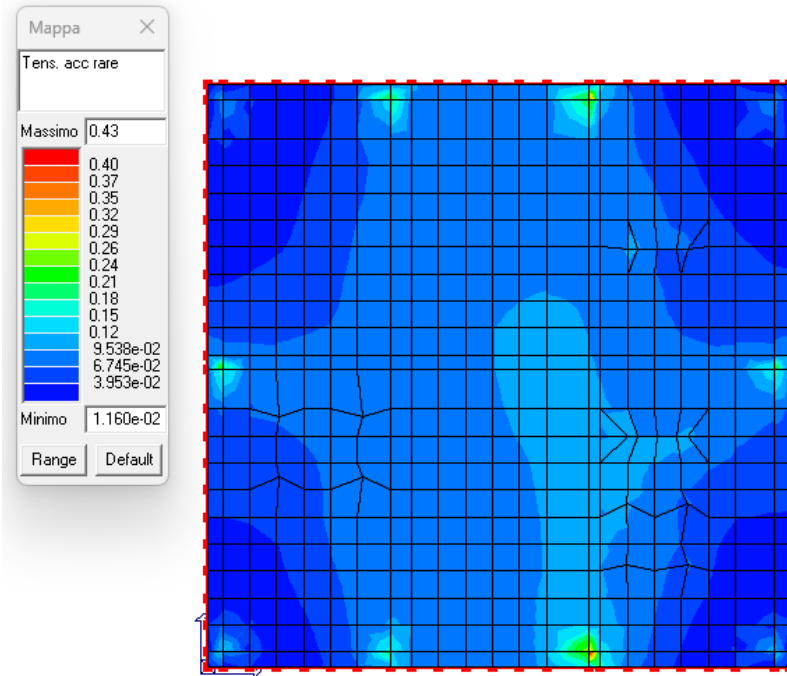 Mappa
Tens. acc rare
Massimo 0.43
0.40
0.37
0.35
0.32
0.29
0.26
0.24
0.21
0.18
0.15
0.12
9.538e-02
6.745e-02
3.953e-02
Minimo 1.160e-02
Range Default